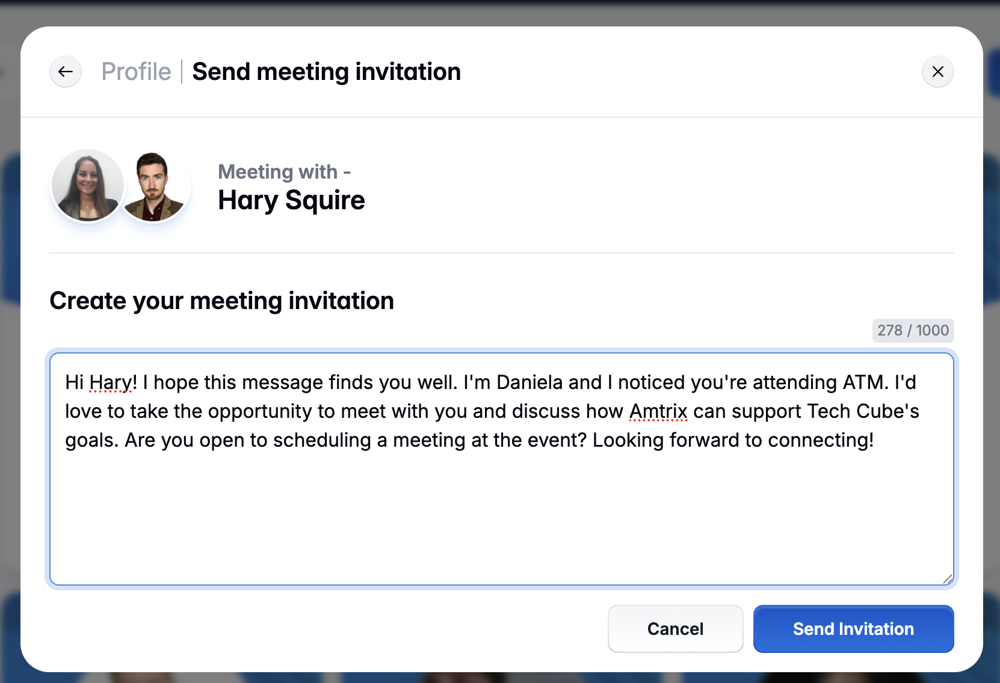 Profile | Send meeting invitation
Meeting with -
Hary Squire
Create your meeting invitation
278 / 1000
Hi Hary! I hope this message finds you well. I'm Daniela and I noticed you're attending ATM. I'd
love to take the opportunity to meet with you and discuss how Amtrix can support Tech Cube's
goals. Are you open to scheduling a meeting at the event? Looking forward to connecting!
Cancel
Send Invitation